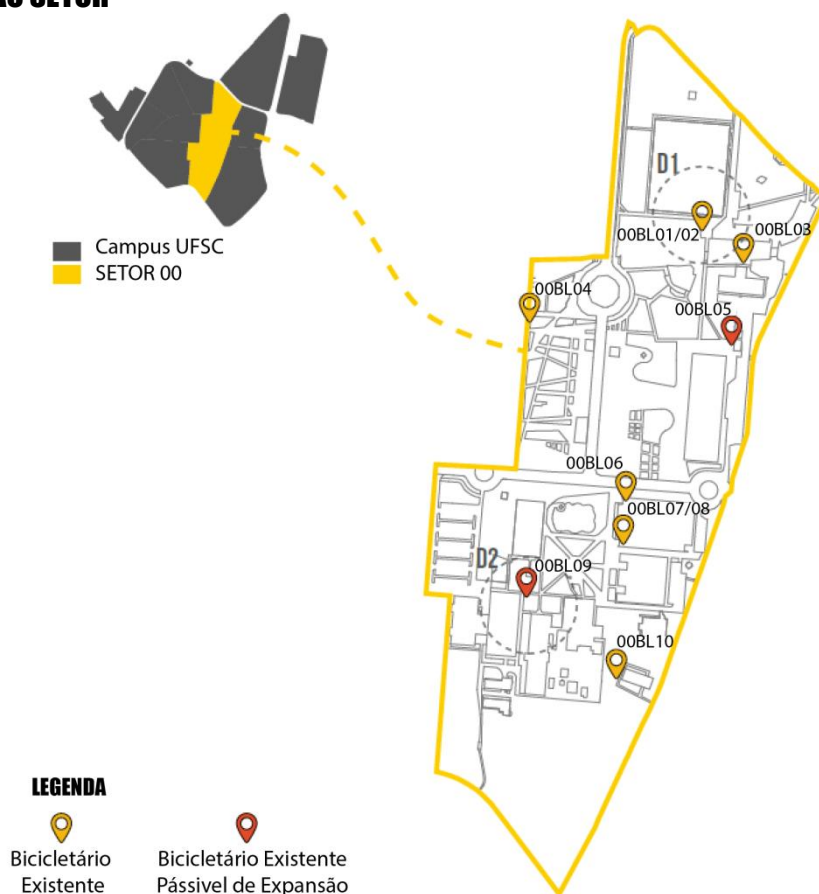 Campus UFSC
SETOR 00
D1
00BL01/02
00BL03
00BL04
00BL05
00BL06
00BL07/08
D2
00BL09
00BL10
LEGENDA
Bicicletário
Existente
Bicicletário Existente
Pássivel de Expansão